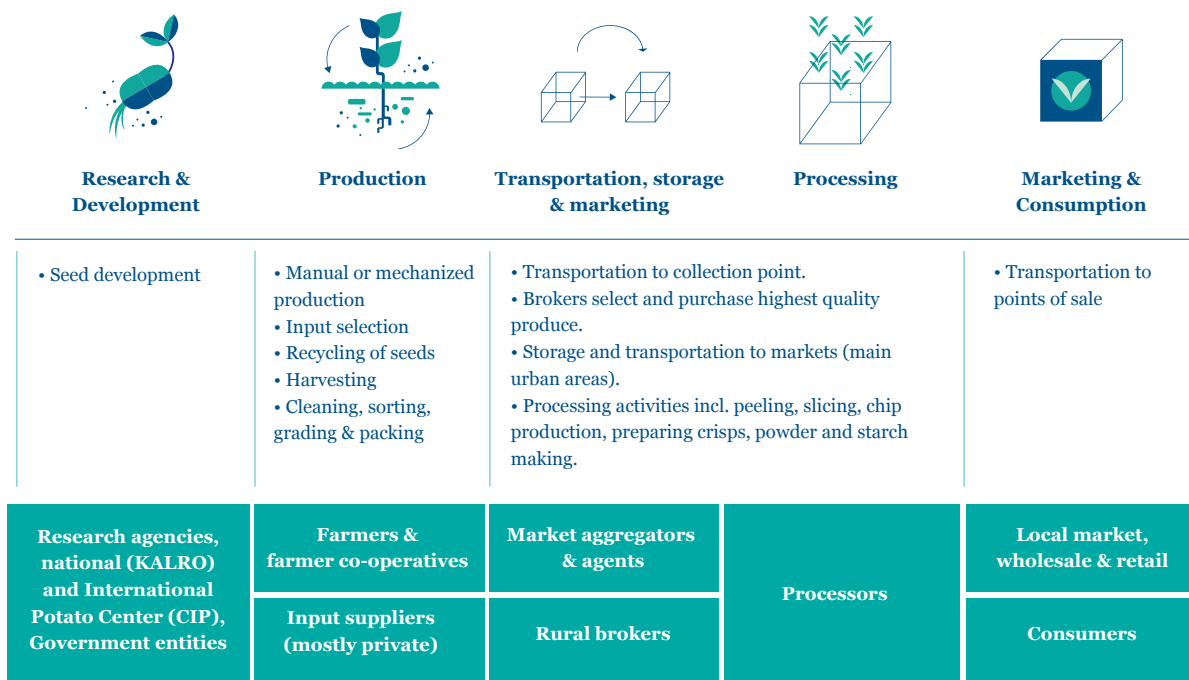 Research &
Development
Production
Transportation, storage
& marketing
Processing
Marketing &
Consumption
• Seed development
• Manual or mechanized
production
• Input selection
• Recycling of seeds
• Harvesting
• Cleaning, sorting,
grading & packing
• Transportation to collection point.
• Brokers select and purchase highest quality
produce.
• Storage and transportation to markets (main
urban areas).
• Processing activities incl. peeling, slicing, chip
production, preparing crisps, powder and starch
making.
• Transportation to
points of sale
Research agencies,
national (KALRO)
and International
Potato Center (CIP),
Government entities
Farmers &
farmer co-operatives
Input suppliers
(mostly private)
Market aggregators
& agents
Rural brokers
Processors
Local market,
wholesale & retail
Consumers